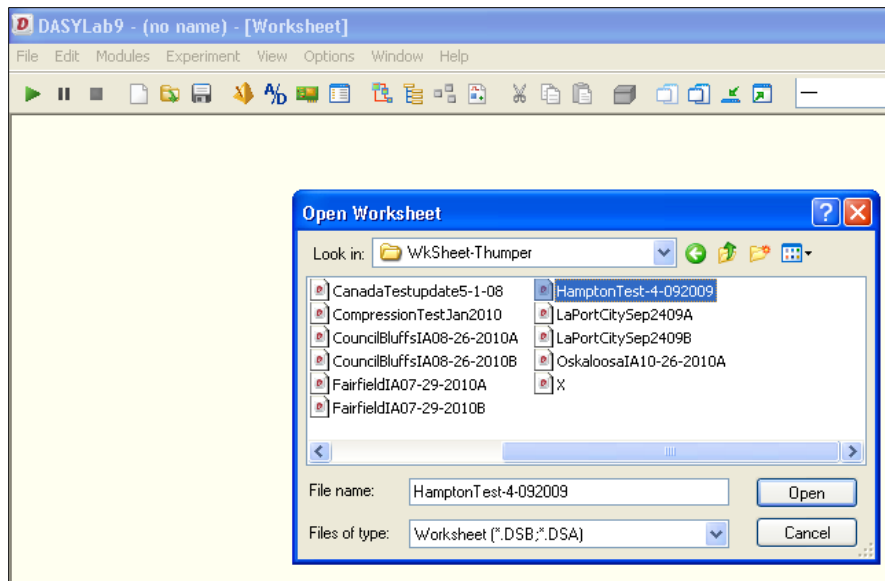 DASYLab9 - (no name) - [Worksheet]
File Edit Modules Experiment View Options Window Help
A/D
Open Worksheet
Look in: WkSheet-Thumper
CanadaTestupdate5-1-08 HamptonTest-4-092009
CompressionTestJan2010 LaPortCitySep2409A
CouncilBluffsIA08-26-2010A LaPortCitySep2409B
CouncilBluffsIA08-26-2010B OskaloosaIA10-26-2010A
FairfieldIA07-29-2010A X
FairfieldIA07-29-2010B
File name: HamptonTest-4-092009 Open
Files of type: Worksheet (*.DSB;*.DSA) Cancel